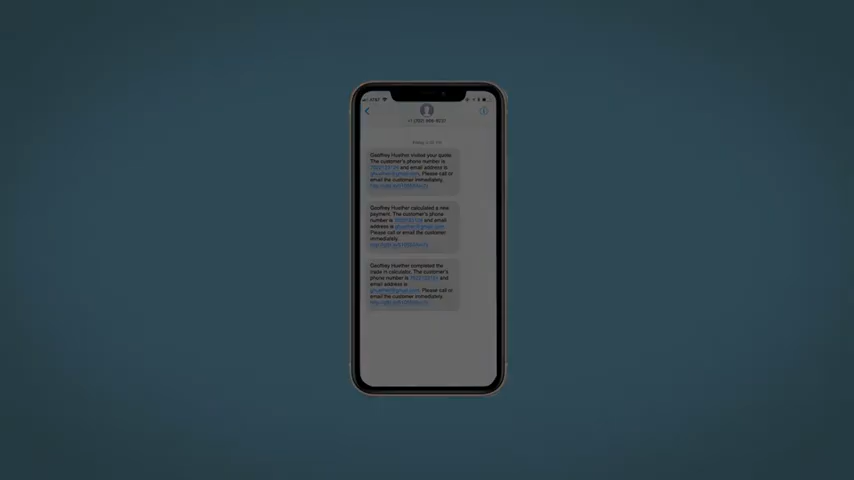 AT&T
Geoffrey Huether visited your quote.
The customer's phone number is
and email address is
Please call or
email the customer immediately.
Geoffrey Huether calculated a new
payment. The customer's phone
number is and email
address is
Please call or email the customer
immediately.
Geoffrey Huether completed the
trade in calculator. The customer's
phone number is and
email address is
Please call or
email the customer immediately.